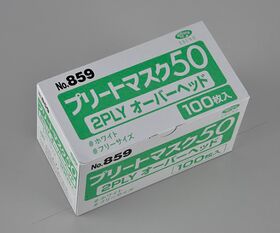 No.859
プリートマスク50
2PLY オーバーヘッド
●ホワイト
●フリーサイズ
100枚入
No.859
プリートマスク50
2PLY オーバーヘッド
100枚入